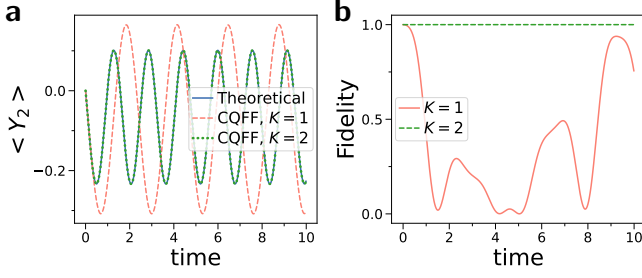 a
< Y₂ >
0.0
−0.2
Theoretical
CQFF, K = 1
CQFF, K = 2
0 2 4 6 8 10
time
b
Fidelity
1.0
0.5
0.0
K = 1
K = 2
0 2 4 6 8 10
time